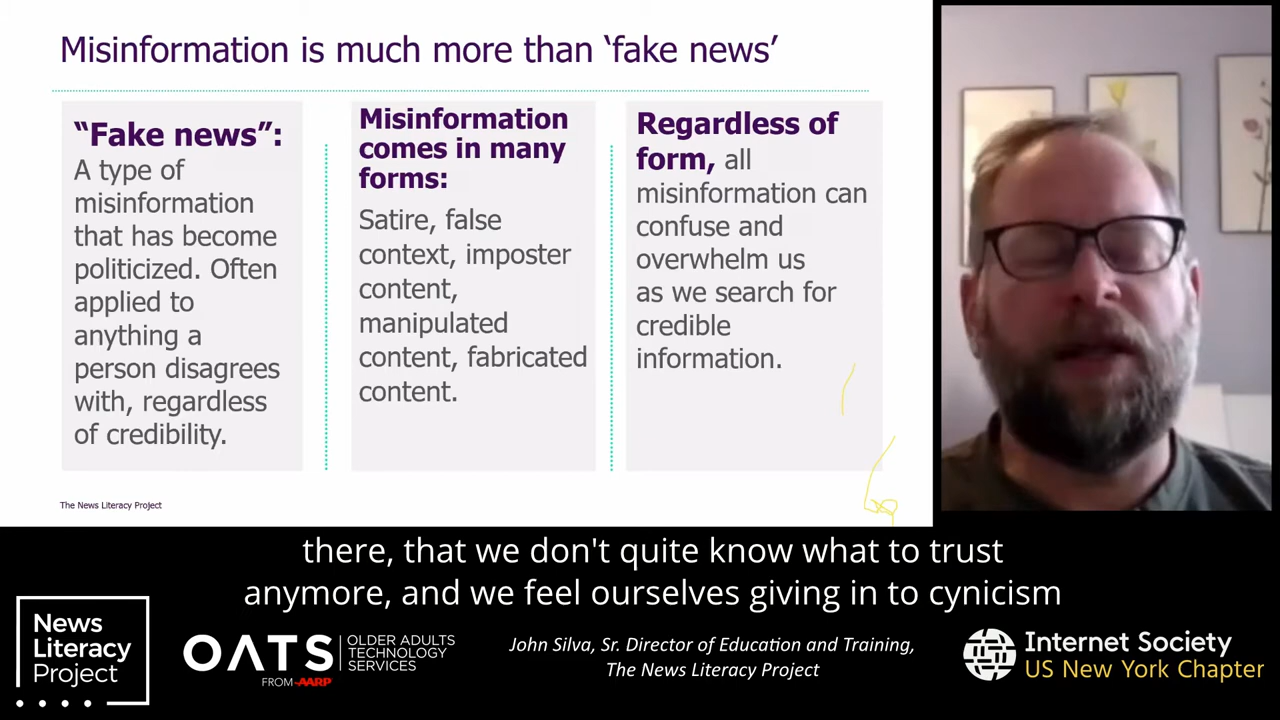 Misinformation is much more than ‘fake news’
“Fake news”:
A type of
misinformation
that has become
politicized. Often
applied to
anything a
person disagrees
with, regardless
of credibility.
Misinformation
comes in many
forms:
Satire, false
context, imposter
content,
manipulated
content, fabricated
content.
Regardless of
form, all
misinformation can
confuse and
overwhelm us
as we search for
credible
information.
The News Literacy Project
there, that we don't quite know what to trust
anymore, and we feel ourselves giving in to cynicism
News
Literacy
Project
OATS
OLDER ADULTS
TECHNOLOGY
SERVICES
FROM AARP
John Silva, Sr. Director of Education and Training,
The News Literacy Project
Internet Society
US New York Chapter